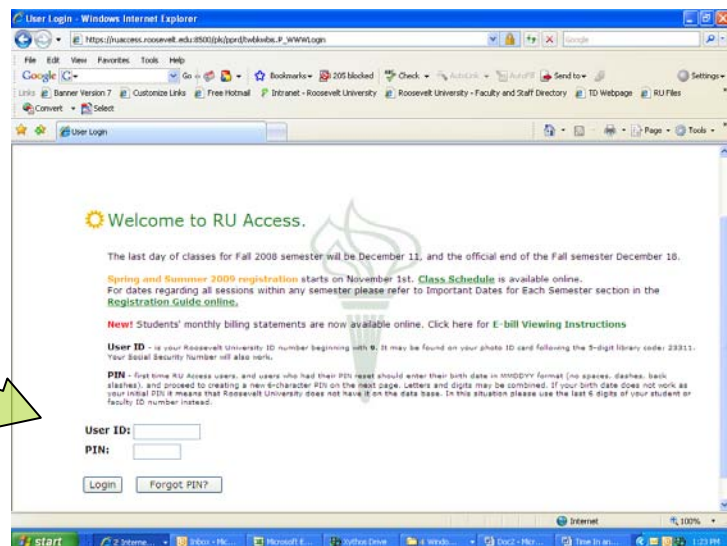 User Login - Windows Internet Explorer
https://ruaccess.roosevelt.edu:8500/pls/pprd/twbkwbis.P_WWWLogin
Google
File Edit View Favorites Tools Help
Google G Go Bookmarks 205 blocked Check AutoLink AutoFill Send to Settings
Links Banner Version 7 Customize Links Free Hotmail Intranet - Roosevelt University Roosevelt University - Faculty and Staff Directory TD Webpage RU Files
Convert Select
User Login Page Tools
Welcome to RU Access.
The last day of classes for Fall 2008 semester will be December 11, and the official end of the Fall semester December 18.
Spring and Summer 2009 registration starts on November 1st. Class Schedule is available online.
For dates regarding all sessions within any semester please refer to Important Dates for Each Semester section in the
Registration Guide online.
New! Students' monthly billing statements are now available online. Click here for E-bill Viewing Instructions
User ID - is your Roosevelt University ID number beginning with 9. It may be found on your photo ID card following the 5-digit library code: 23311.
Your Social Security Number will also work.
PIN - first time RU Access users, and users who had their PIN reset should enter their birth date in MMDDYY format (no spaces, dashes, back
slashes), and proceed to creating a new 6-character PIN on the next page. Letters and digits may be combined. If your birth date does not work as
your initial PIN it means that Roosevelt University does not have it on the data base. In this situation please use the last 6 digits of your student or
faculty ID number instead.
User ID:
PIN:
Login Forgot PIN?
Internet 100%
start 2 Interne... Inbox - Mic... Microsoft E... Xythos Drive 4 Windo... Doc2 - Micr... Time In an... 1:23 PM